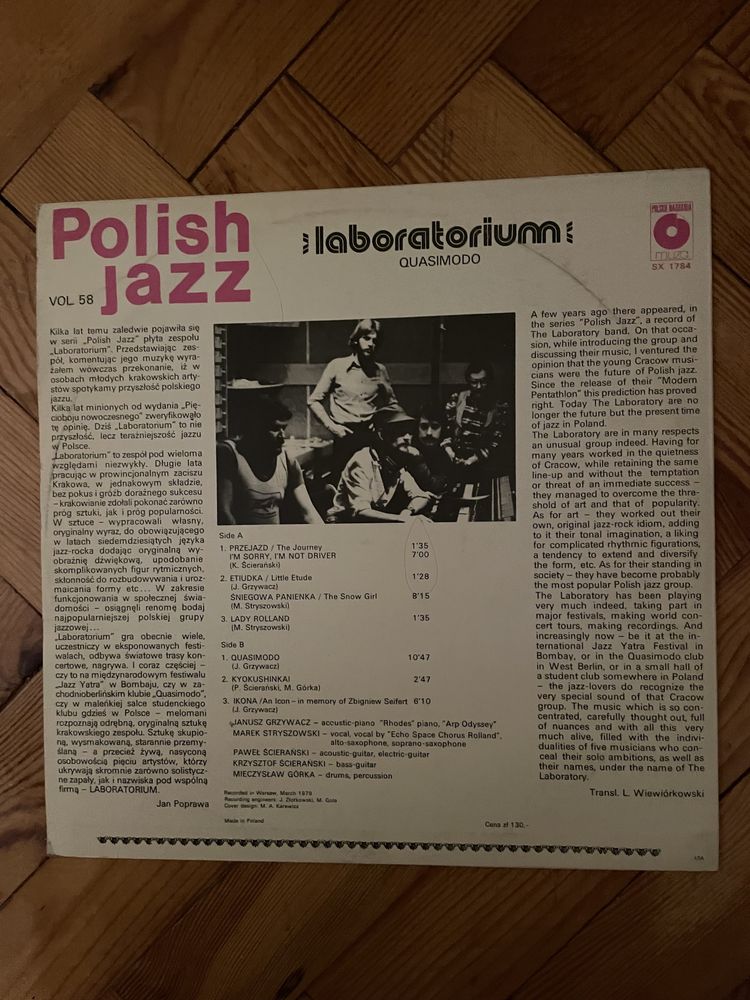 Polish
jazz
VOL. 58
laboratorium
QUASIMODO
POLSKIE NAGRANIA
muza
SX 1784
Kilka lat temu zaledwie pojawiła się
w serii „Polish Jazz" płyta zespołu
„Laboratorium". Przedstawiając zes-
pół, komentując jego muzykę wyra-
żałem wówczas przekonanie, iż w
osobach młodych krakowskich arty-
stów spotykamy przyszłość polskiego
jazzu.
Kilka lat minionych od wydania „Pię-
cioboju nowoczesnego" zweryfikowało
tę opinię. Dziś „Laboratorium" to nie
przyszłość, lecz teraźniejszość jazzu
w Polsce.
„Laboratorium" to zespół pod wieloma
względami niezwykły. Długie lata
pracując w prowincjonalnym zaciszu
Krakowa, w jednakowym składzie,
bez pokus i gróźb doraźnego sukcesu
– krakowianie zdołali pokonać zarówno
próg sztuki, jak i próg popularności.
W sztuce – wypracowali własny,
oryginalny wyraz, do obowiązującego
w latach siedemdziesiątych języka
jazz-rocka dodając oryginalną wy-
obraźnię dźwiękową, upodobanie
skomplikowanych figur rytmicznych,
skłonność do rozbudowywania i uroz-
maicania formy etc... W zakresie
funkcjonowania w społecznej świa-
domości – osiągnęli renomę bodaj
najpopularniejszej polskiej grupy
jazzowej...
„Laboratorium" gra obecnie wiele,
uczestniczy w eksponowanych festi-
walach, odbywa światowe trasy kon-
certowe, nagrywa. I coraz częściej –
czy to na międzynarodowym festiwalu
„Jazz Yatra" w Bombaju, czy w za-
chodnioberlińskim klubie „Quasimodo",
czy w maleńkiej salce studenckiego
klubu gdzieś w Polsce – melomani
rozpoznają odrębną, oryginalną sztukę
krakowskiego zespołu. Sztukę skupio-
ną, wysmakowaną, starannie przemy-
ślaną – a przecież żywą, nasyconą
osobowością pięciu artystów, którzy
ukrywają skromnie zarówno solistycz-
ne zapały, jak i nazwiska pod wspólną
firmą – LABORATORIUM.
Jan Poprawa
Side A
1. PRZEJAZD / The Journey 1'35
I'M SORRY, I'M NOT DRIVER 7'00
(K. Ścierański)
2. ETIUDKA / Little Etude 1'28
(J. Grzywacz)
ŚNIEGOWA PANIENKA / The Snow Girl 8'15
(M. Stryszowski)
3. LADY ROLLAND 1'35
(M. Stryszowski)
Side B
1. QUASIMODO 10'47
(J. Grzywacz)
2. KYOKUSHINKAI 2'47
(P. Ścierański, M. Górka)
3. IKONA /An Icon – in memory of Zbigniew Seifert 6'10
(J. Grzywacz)
JANUSZ GRZYWACZ – accustic-piano "Rhodes" piano, "Arp Odyssey"
MAREK STRYSZOWSKI – vocal, vocal by "Echo Space Chorus Rolland",
alto-saxophone, soprano-saxophone
PAWEŁ ŚCIERAŃSKI – acoustic-guitar, electric-guitar
KRZYSZTOF ŚCIERAŃSKI – bass-guitar
MIECZYSŁAW GÓRKA – drums, percussion
Recorded in Warsaw, March 1979
Recording engineers: J. Złotkowski, M. Gola
Cover design: M. A. Karewicz
Made in Poland
Cena zł 130,-
A few years ago there appeared, in
the series "Polish Jazz", a record of
The Laboratory band. On that occa-
sion, while introducing the group and
discussing their music, I ventured the
opinion that the young Cracow musi-
cians were the future of Polish jazz.
Since the release of their "Modern
Pentathlon" this prediction has proved
right. Today The Laboratory are no
longer the future but the present time
of jazz in Poland.
The Laboratory are in many respects
an unusual group indeed. Having for
many years worked in the quietness
of Cracow, while retaining the same
line-up and without the temptation
or threat of an immediate success –
they managed to overcome the thre-
shold of art and that of popularity.
As for art – they worked out their
own, original jazz-rock idiom, adding
to it their tonal imagination, a liking
for complicated rhythmic figurations,
a tendency to extend and diversify
the form, etc. As for their standing in
society – they have become probably
the most popular Polish jazz group.
The Laboratory has been playing
very much indeed, taking part in
major festivals, making world con-
cert tours, making recordings. And
increasingly now – be it at the in-
ternational Jazz Yatra Festival in
Bombay, or in the Quasimodo club
in West Berlin, or in a small hall of
a student club somewhere in Poland
– the jazz-lovers do recognize the
very special sound of that Cracow
group. The music which is so con-
centrated, carefully thought out, full
of nuances and with all this very
much alive, filled with the indivi-
dualities of five musicians who con-
ceal their solo ambitions, as well as
their names, under the name of The
Laboratory.
Transl. L. Wiewiórkowski